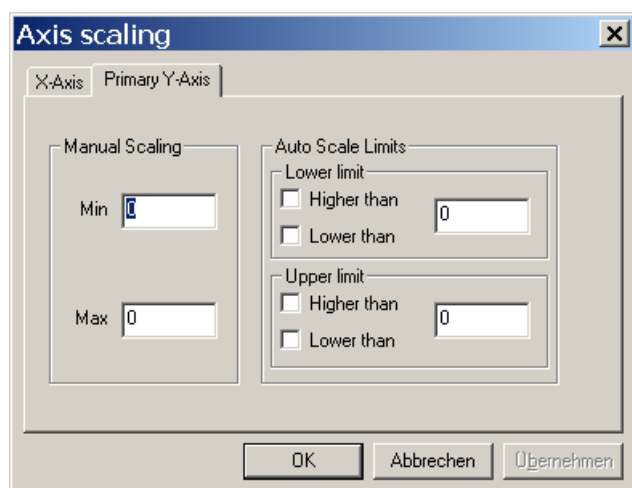 Axis scaling
X-Axis Primary Y-Axis
Manual Scaling
Min 0
Max 0
Auto Scale Limits
Lower limit
Higher than
Lower than
0
Upper limit
Higher than
Lower than
0
OK Abbrechen Übernehmen